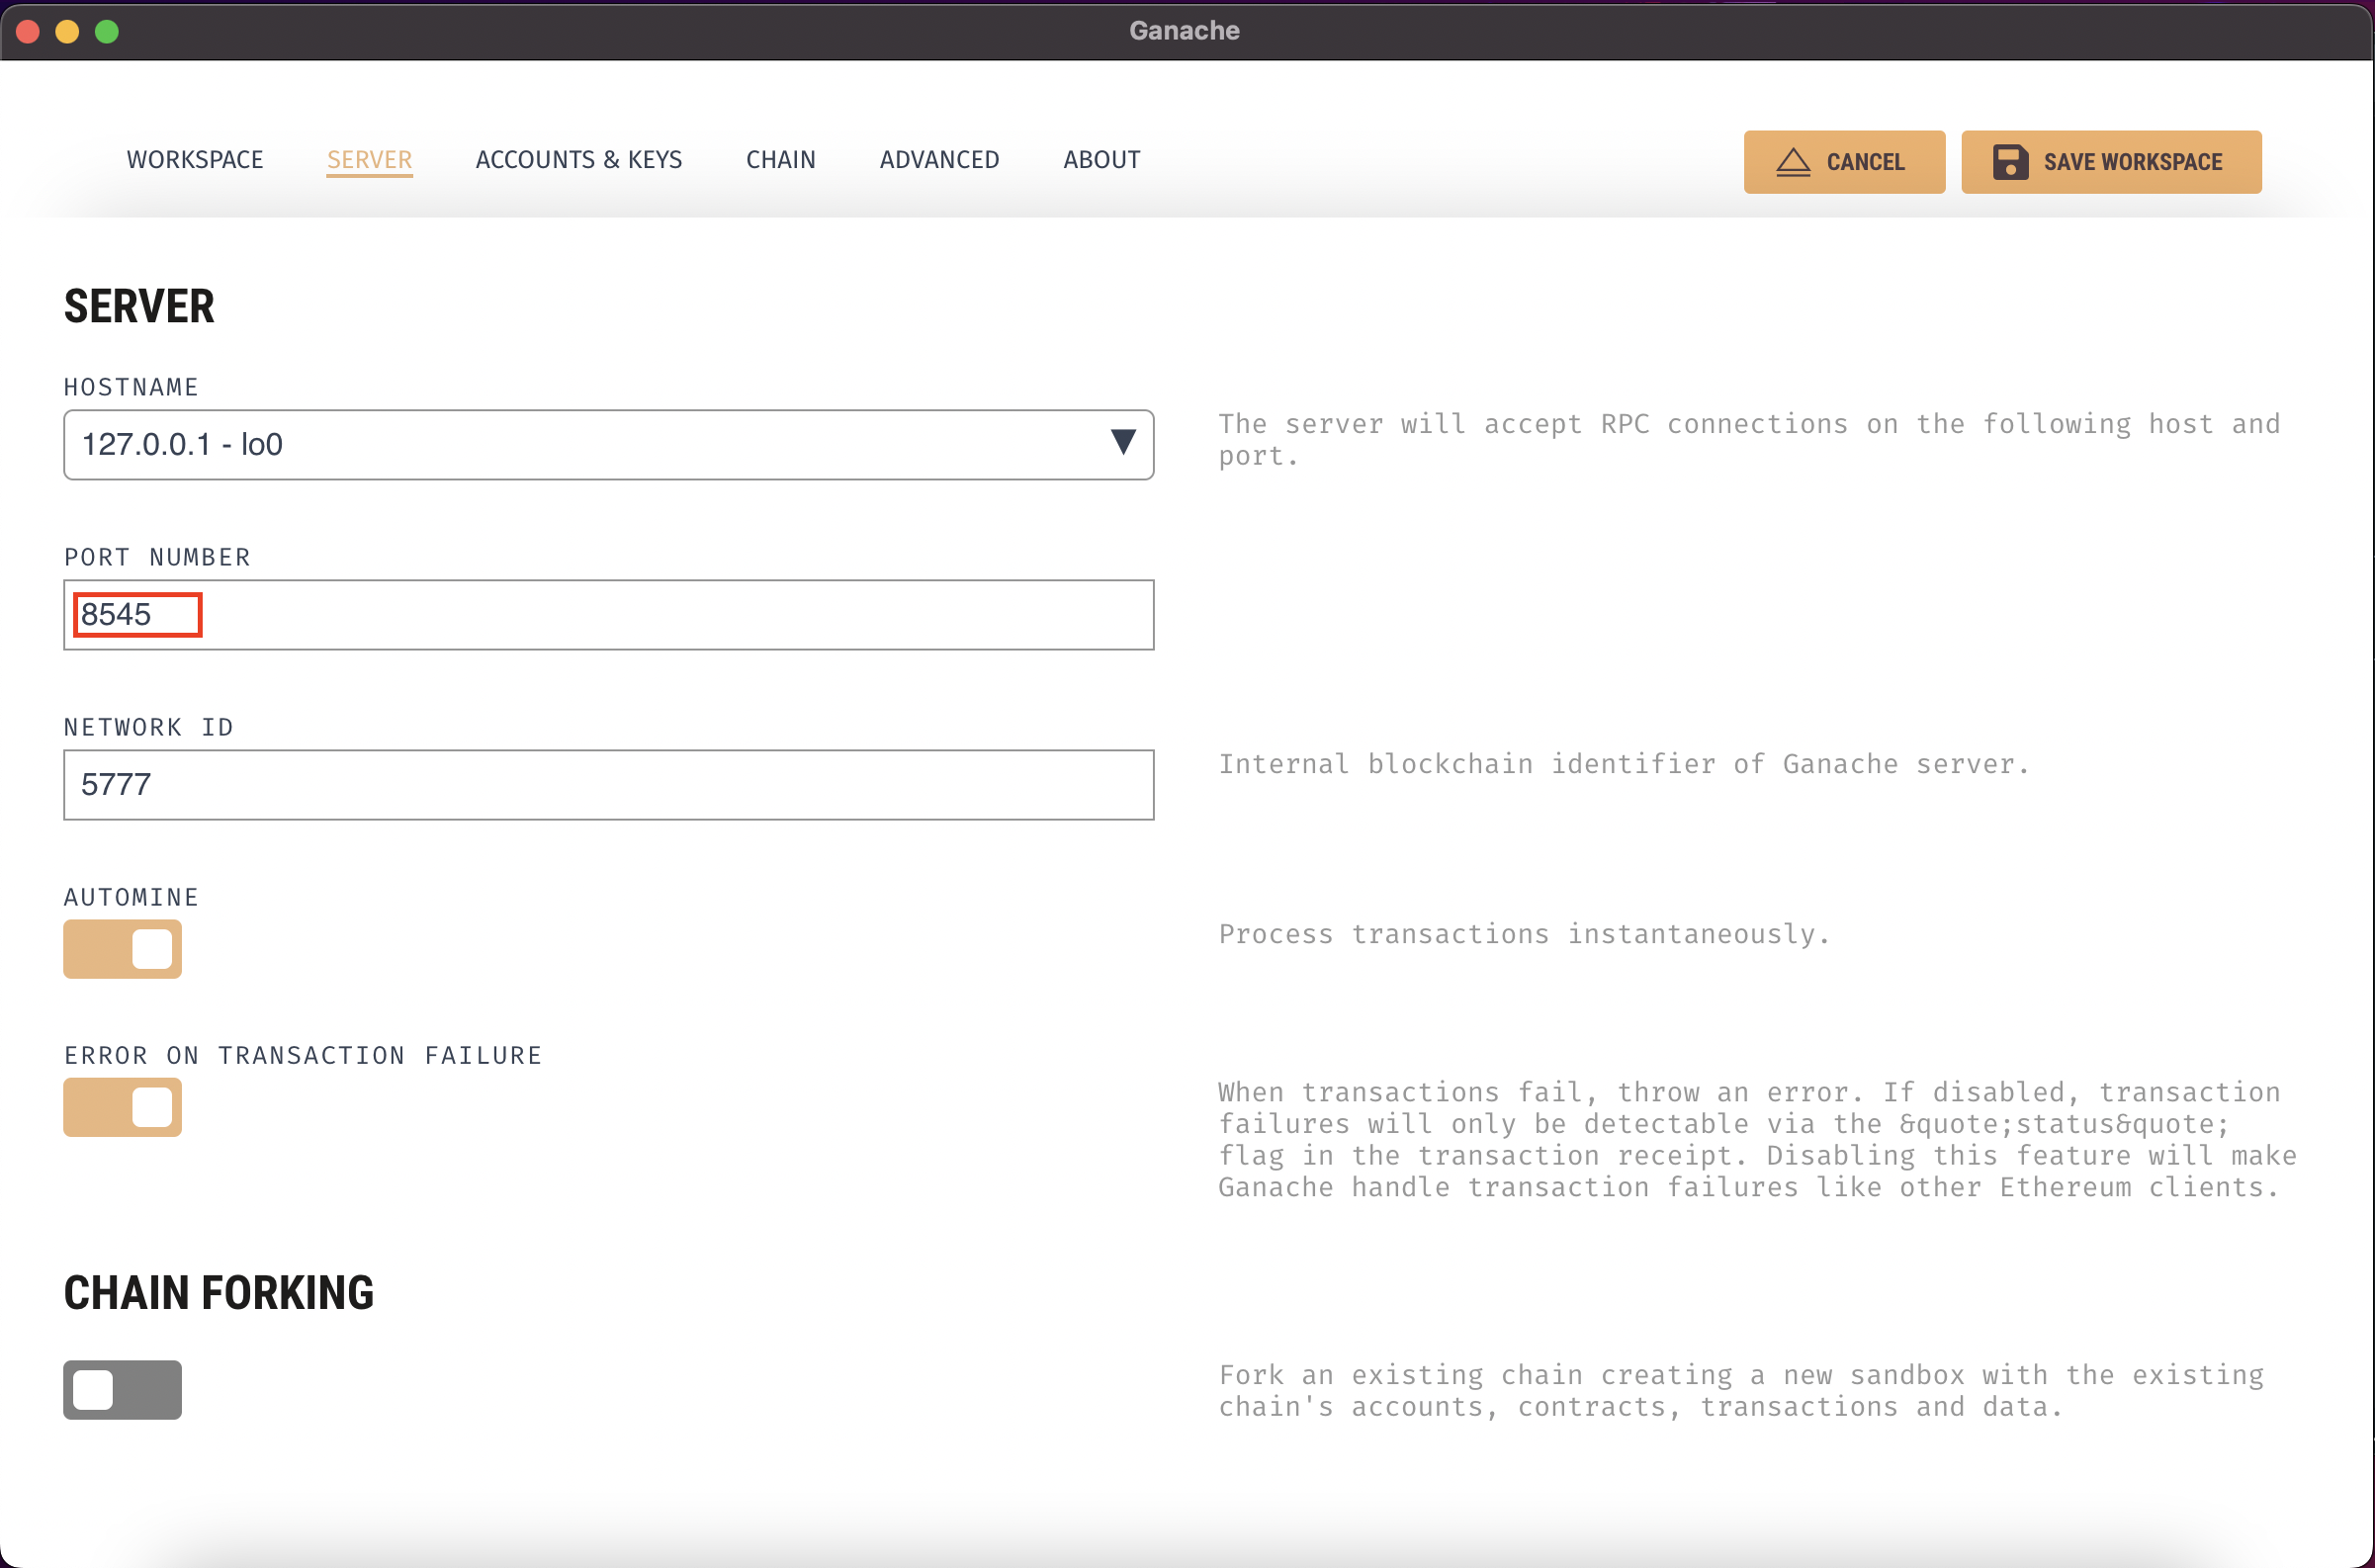 Ganache
WORKSPACE SERVER ACCOUNTS & KEYS CHAIN ADVANCED ABOUT CANCEL SAVE WORKSPACE
SERVER
HOSTNAME
127.0.0.1 - lo0
The server will accept RPC connections on the following host and
port.
PORT NUMBER
8545
NETWORK ID
5777
Internal blockchain identifier of Ganache server.
AUTOMINE
Process transactions instantaneously.
ERROR ON TRANSACTION FAILURE
When transactions fail, throw an error. If disabled, transaction
failures will only be detectable via the &quote;status&quote;
flag in the transaction receipt. Disabling this feature will make
Ganache handle transaction failures like other Ethereum clients.
CHAIN FORKING
Fork an existing chain creating a new sandbox with the existing
chain's accounts, contracts, transactions and data.